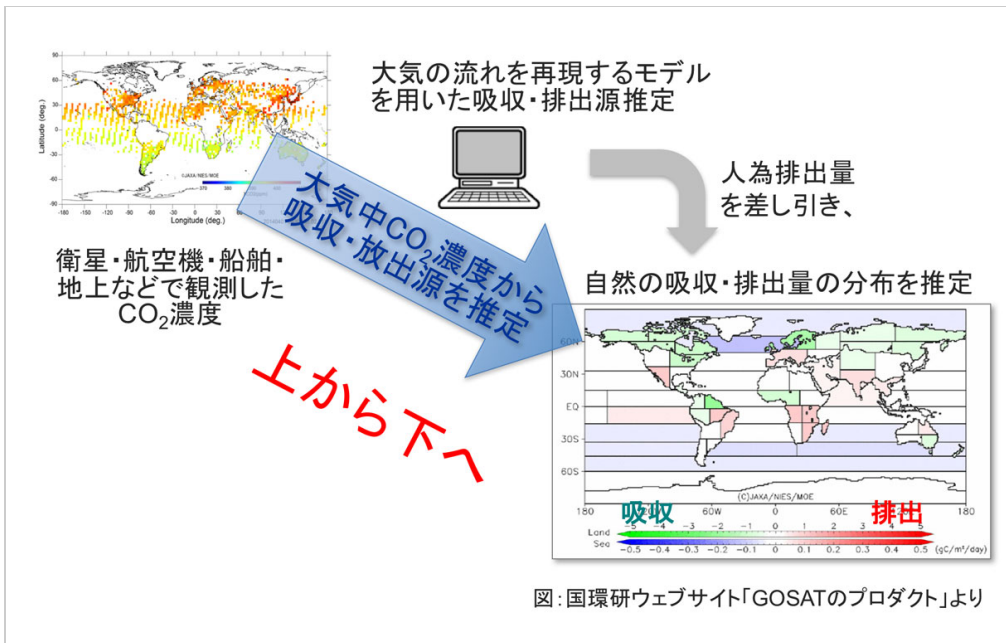 大気の流れを再現するモデル
を用いた吸収・排出源推定
人為排出量
を差し引き、
Latitude (deg.)
90
60
30
0
-30
-60
-90
©JAXA/NIES/MOE
370
380
-180 -150 -120 -90 -60 -30 0 30 60 90
Longitude (deg.)
衛星・航空機・船舶・
地上などで観測した
CO₂濃度
大気中CO₂濃度から
吸収・放出源を推定
上から下へ
自然の吸収・排出量の分布を推定
60N
30N
EQ
30S
60S
(C)JAXA/NIES/MOE
180 120W 60W 0 60E 120E 180
吸収 排出
Land -5 -4 -3 -2 -1 0 1 2 3 4 5
Sea -0.5 -0.4 -0.3 -0.2 -0.1 0 0.1 0.2 0.3 0.4 0.5 (gC/m²/day)
図：国環研ウェブサイト「GOSATのプロダクト」より